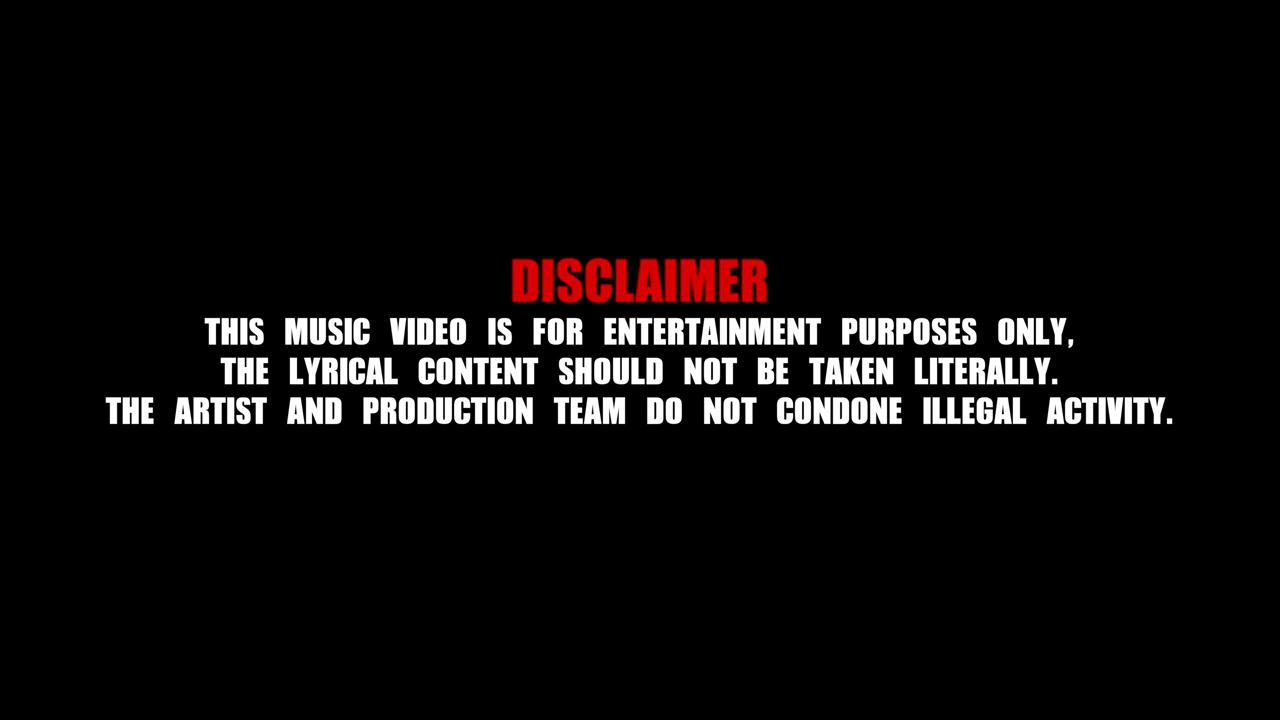 DISCLAIMER
THIS MUSIC VIDEO IS FOR ENTERTAINMENT PURPOSES ONLY,
THE LYRICAL CONTENT SHOULD NOT BE TAKEN LITERALLY.
THE ARTIST AND PRODUCTION TEAM DO NOT CONDONE ILLEGAL ACTIVITY.